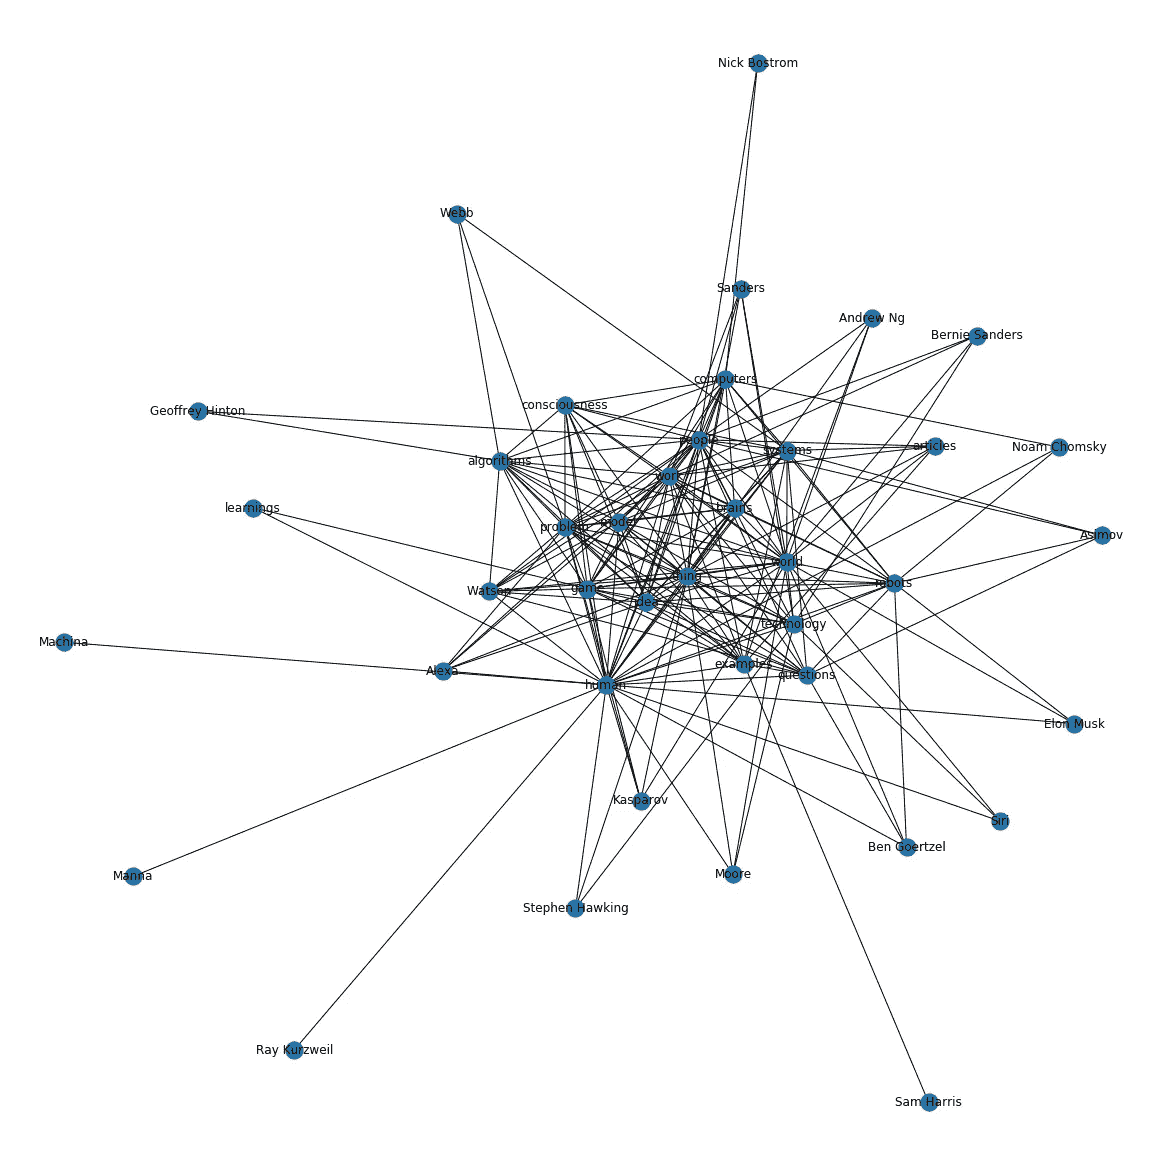 Nick Bostrom
Webb
Sanders
Andrew Ng
Bernie Sanders
computers
consciousness
Geoffrey Hinton
people
articles
Noam Chomsky
systems
algorithms
work
learnings
brains
model
problem
Asimov
world
thing
robots
game
Watson
idea
technology
Machina
examples
Alexa
questions
human
Elon Musk
Kasparov
Siri
Ben Goertzel
Moore
Manna
Stephen Hawking
Ray Kurzweil
Sam Harris